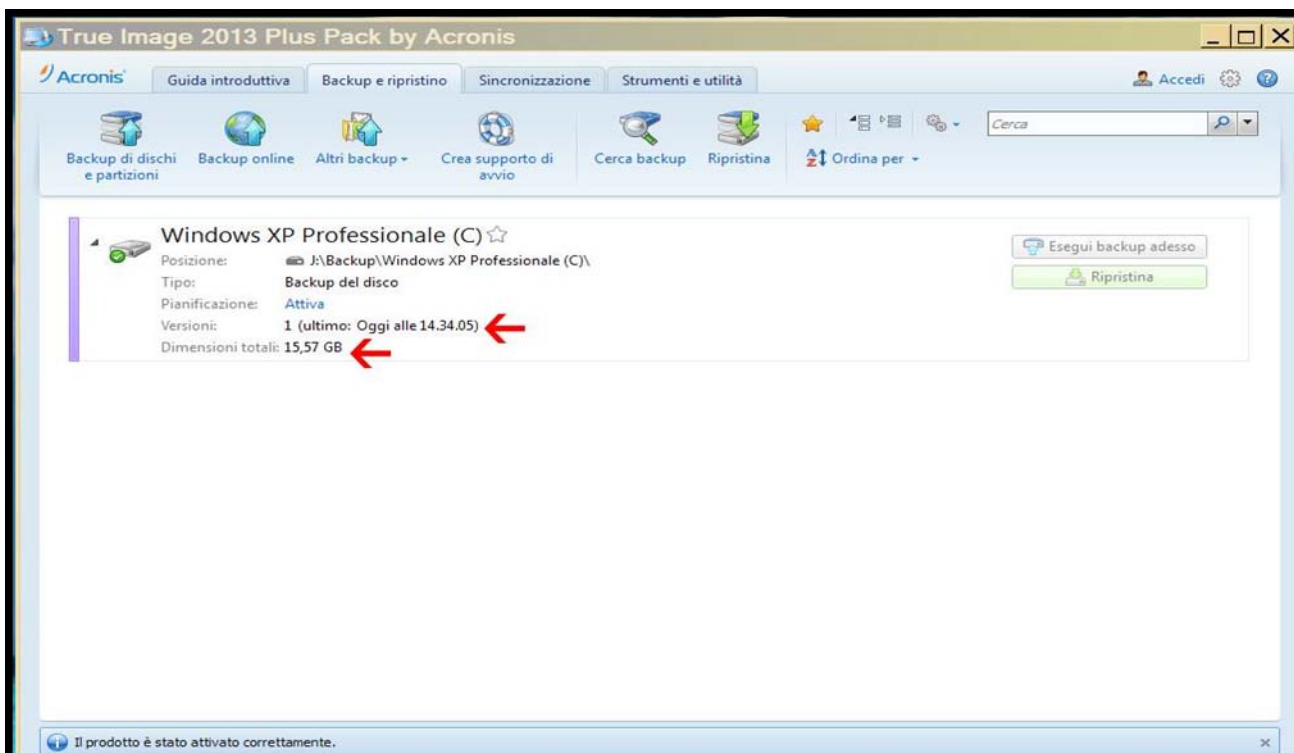 True Image 2013 Plus Pack by Acronis
Acronis Guida introduttiva Backup e ripristino Sincronizzazione Strumenti e utilità Accedi
Backup di dischi e partizioni
Backup online
Altri backup
Crea supporto di avvio
Cerca backup
Ripristina
Ordina per
Cerca
Windows XP Professionale (C)
Posizione: J:\Backup\Windows XP Professionale (C)\
Tipo: Backup del disco
Pianificazione: Attiva
Versioni: 1 (ultimo: Oggi alle 14.34.05)
Dimensioni totali: 15,57 GB
Esegui backup adesso
Ripristina
Il prodotto è stato attivato correttamente.